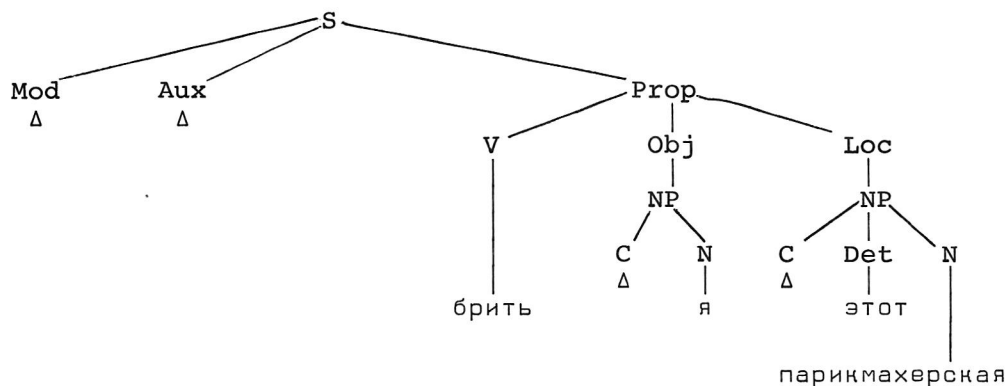 S
Mod Aux Prop
Δ Δ
V Obj Loc
NP NP
C N C Det N
Δ Δ
брить я этот
парикмахерская